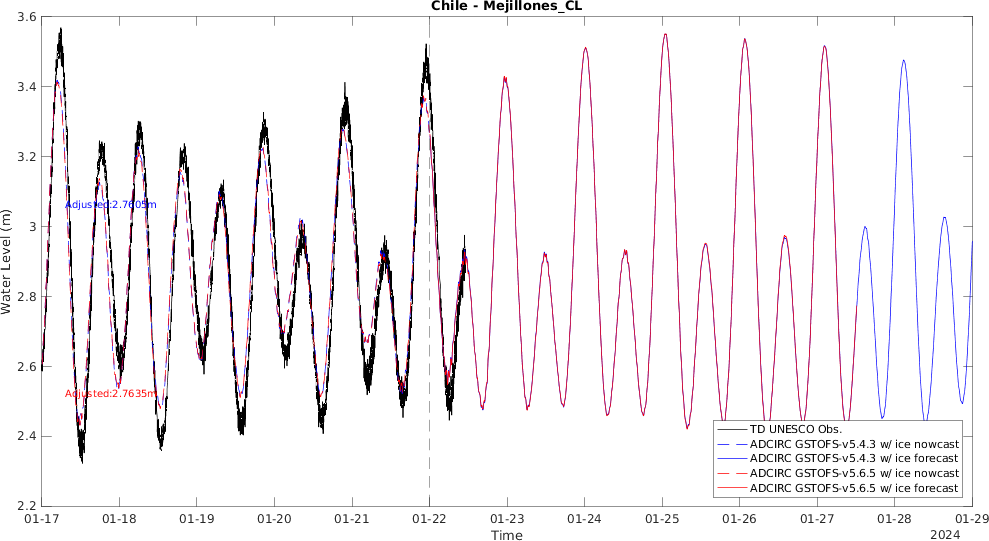 Chile - Mejillones_CL
3.6
3.4
3.2
3
2.8
2.6
2.4
2.2
Water Level (m)
Adjusted:2.7605m
Adjusted:2.7635m
TD UNESCO Obs.
ADCIRC GSTOFS-v5.4.3 w/ ice nowcast
ADCIRC GSTOFS-v5.4.3 w/ ice forecast
ADCIRC GSTOFS-v5.6.5 w/ ice nowcast
ADCIRC GSTOFS-v5.6.5 w/ ice forecast
01-17 01-18 01-19 01-20 01-21 01-22 01-23 01-24 01-25 01-26 01-27 01-28 01-29
Time
2024